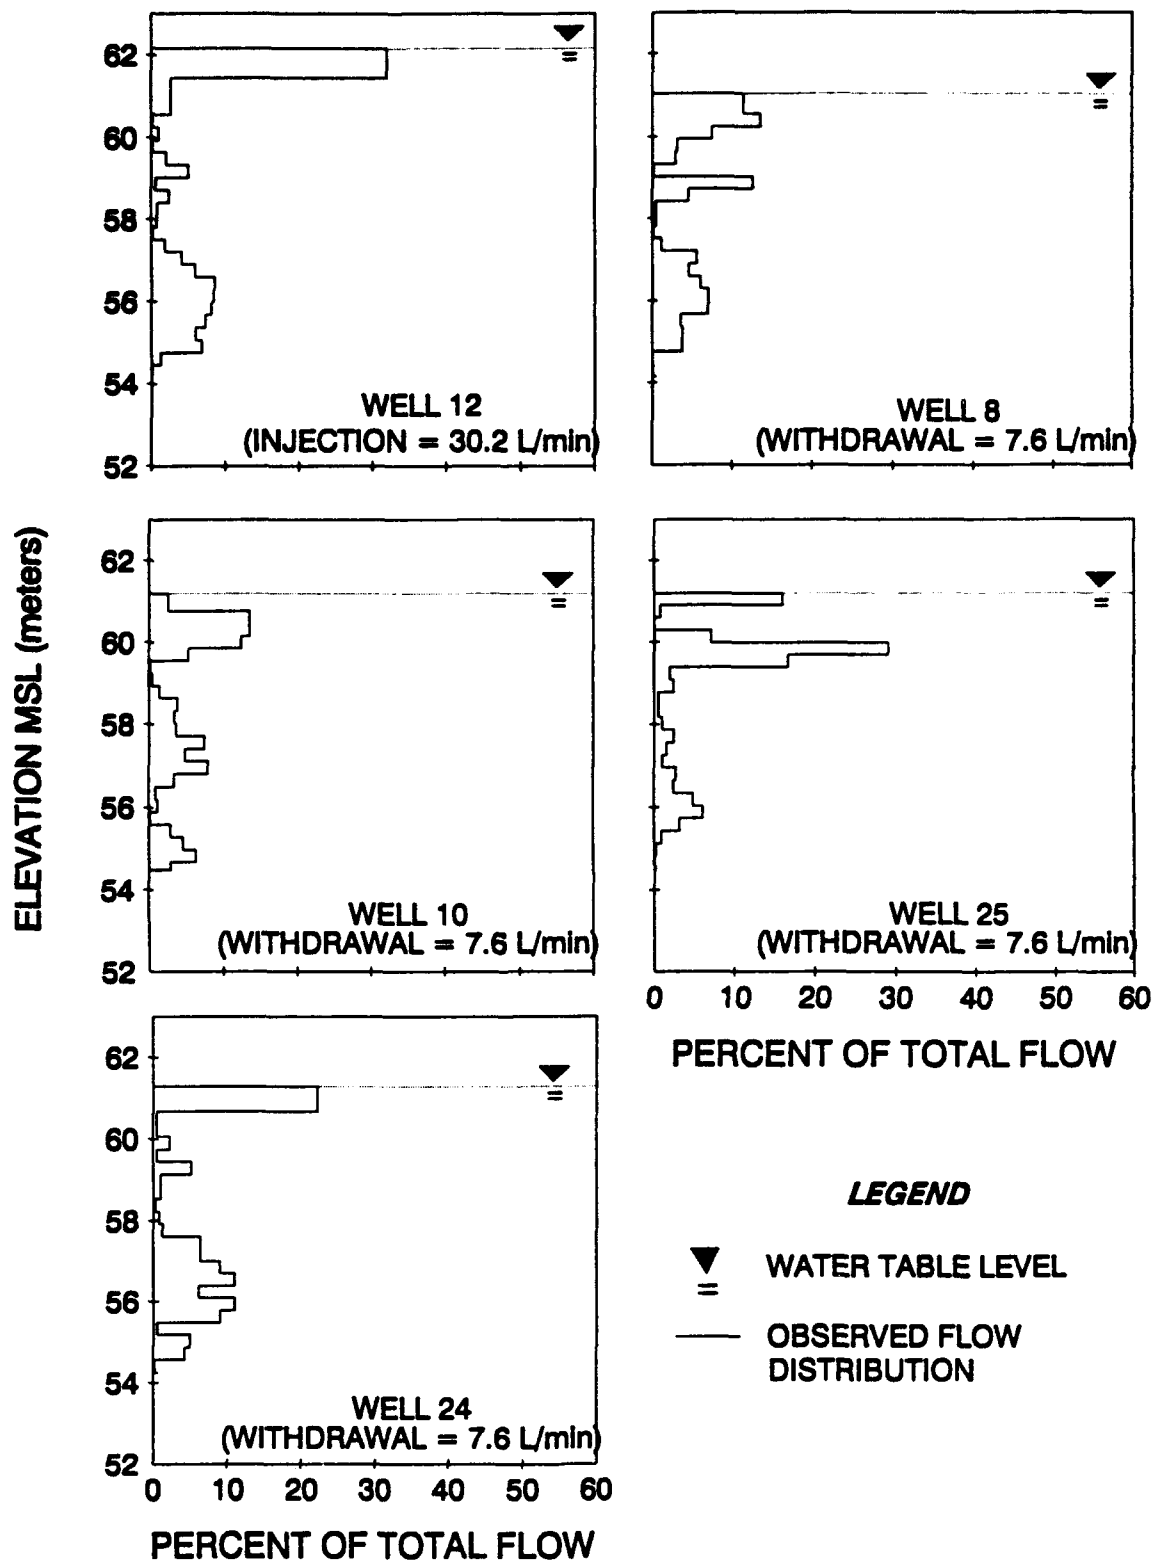 62
60
58
56
54
52
WELL 12
(INJECTION = 30.2 L/min)
WELL 8
(WITHDRAWAL = 7.6 L/min)
ELEVATION MSL (meters)
62
60
58
56
54
52
WELL 10
(WITHDRAWAL = 7.6 L/min)
WELL 25
(WITHDRAWAL = 7.6 L/min)
0 10 20 30 40 50 60
PERCENT OF TOTAL FLOW
62
60
58
56
54
52
WELL 24
(WITHDRAWAL = 7.6 L/min)
0 10 20 30 40 50 60
PERCENT OF TOTAL FLOW
LEGEND
WATER TABLE LEVEL
OBSERVED FLOW
DISTRIBUTION